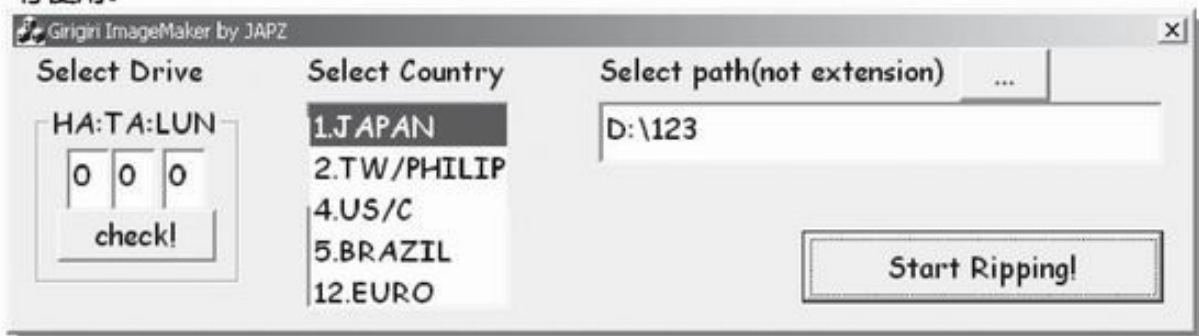 Girigiri ImageMaker by JAPZ
Select Drive
HA:TA:LUN
0 0 0
check!
Select Country
1.JAPAN
2.TW/PHILIP
4.US/C
5.BRAZIL
12.EURO
Select path(not extension)
...
D:\123
Start Ripping!